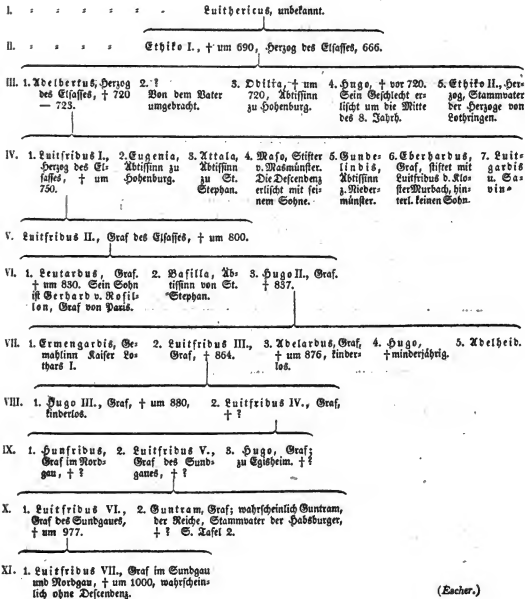 I. = = = = = Luithericus, unbekannt.
II. = = = = Ethiko I., † um 690, Herzog des Elsasses, 666.
III. 1. Adelbertus, Herzog des Elsasses, † 720 — 723.
2. ? Von dem Vater umgebracht.
3. Odilia, † um 720, Äbtissinn zu Hohenburg.
4. Hugo, † vor 720. Sein Geschlecht erlischt um die Mitte des 8. Jahrh.
5. Ethiko II., Herzog, Stammvater der Herzoge von Lothringen.
IV. 1. Luitfridus I., Herzog des Elsasses, † um 750.
2. Eugenia, Äbtissinn zu Hohenburg.
3. Attala, Äbtissinn zu St. Stephan.
4. Maso, Stifter v. Masmünster. Die Descendenz erlischt mit seinem Sohne.
5. Gundelindis, Äbtissinn z. Niedermünster.
6. Eberhardus, Graf, stiftet mit Luitfridus d. Kloster Murbach, hinterl. keinen Sohn.
7. Luitgardis u. Savin=
V. Luitfridus II., Graf des Elsasses, † um 800.
VI. 1. Leutardus, Graf. † um 830. Sein Sohn ist Gerhard v. Rosillon, Graf von Paris.
2. Basilla, Äbtissinn von St. Stephan.
3. Hugo II., Graf. † 837.
VII. 1. Ermengardis, Gemahlinn Kaiser Lothars I.
2. Luitfridus III., Graf, † 864.
3. Adelardus, Graf, † um 876, kinderlos.
4. Hugo, † minderjährig.
5. Adelheid.
VIII. 1. Hugo III., Graf, † um 880, kinderlos.
2. Luitfridus IV., Graf, † ?
IX. 1. Hunfridus, Graf im Nordgau, † ?
2. Luitfridus V., Graf des Sundgaues, † ?
3. Hugo, Graf; zu Egisheim. † ?
X. 1. Luitfridus VI., Graf des Sundgaues, † um 977.
2. Guntram, Graf; wahrscheinlich Guntram, der Reiche, Stammvater der Habsburger, † ? S. Tafel 2.
XI. 1. Luitfridus VII., Graf im Sundgau und Nordgau, † um 1000, wahrscheinlich ohne Descendenz.
(Escher.)